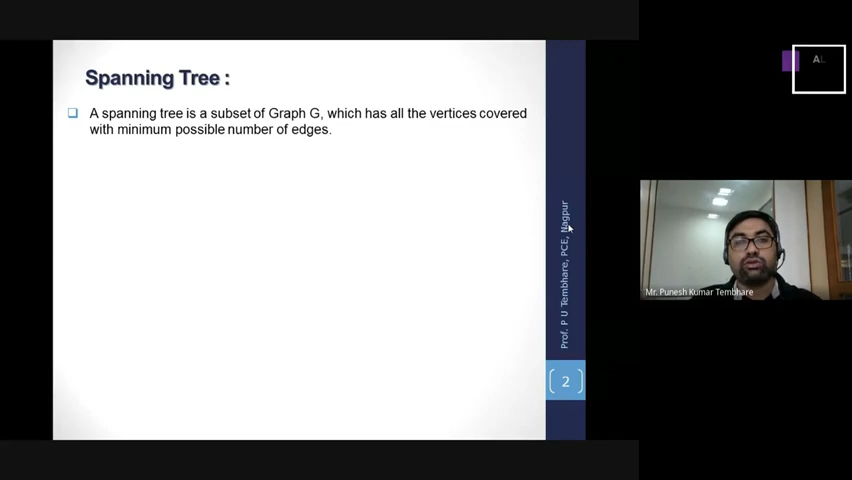 Spanning Tree :
A spanning tree is a subset of Graph G, which has all the vertices covered
with minimum possible number of edges.
Prof. P U Tembhare, PCE, Nagpur
2
AL
Mr. Punesh Kumar Tembhare